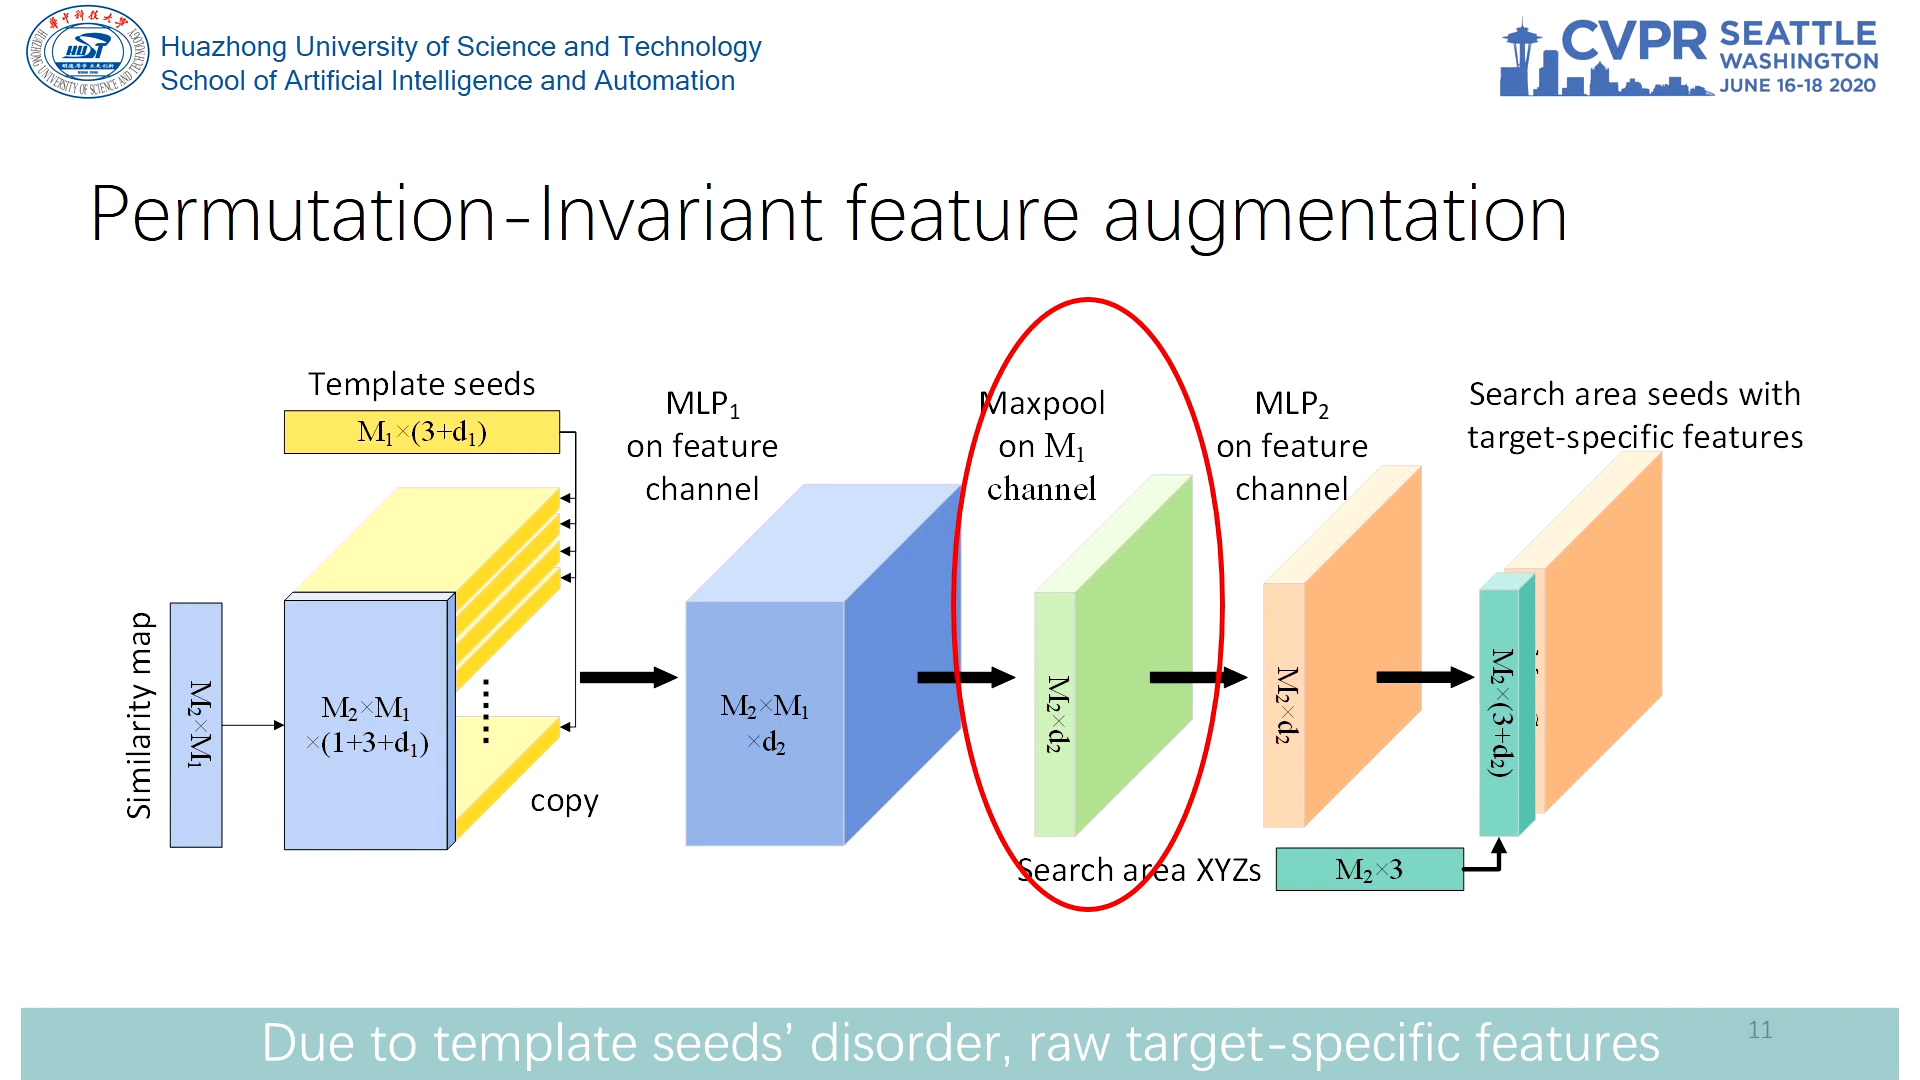 Huazhong University of Science and Technology
School of Artificial Intelligence and Automation
CVPR SEATTLE
WASHINGTON
JUNE 16-18 2020
Permutation-Invariant feature augmentation
Template seeds
M₁×(3+d₁)
MLP₁
on feature
channel
Maxpool
on M₁
channel
MLP₂
on feature
channel
Search area seeds with
target-specific features
Similarity map
M₂×M₁
M₂×M₁
×(1+3+d₁)
copy
M₂×M₁
×d₂
M₂×d₂
M₂×d₂
M₂×(3+d₂)
Search area XYZs
M₂×3
Due to template seeds’ disorder, raw target-specific features
11